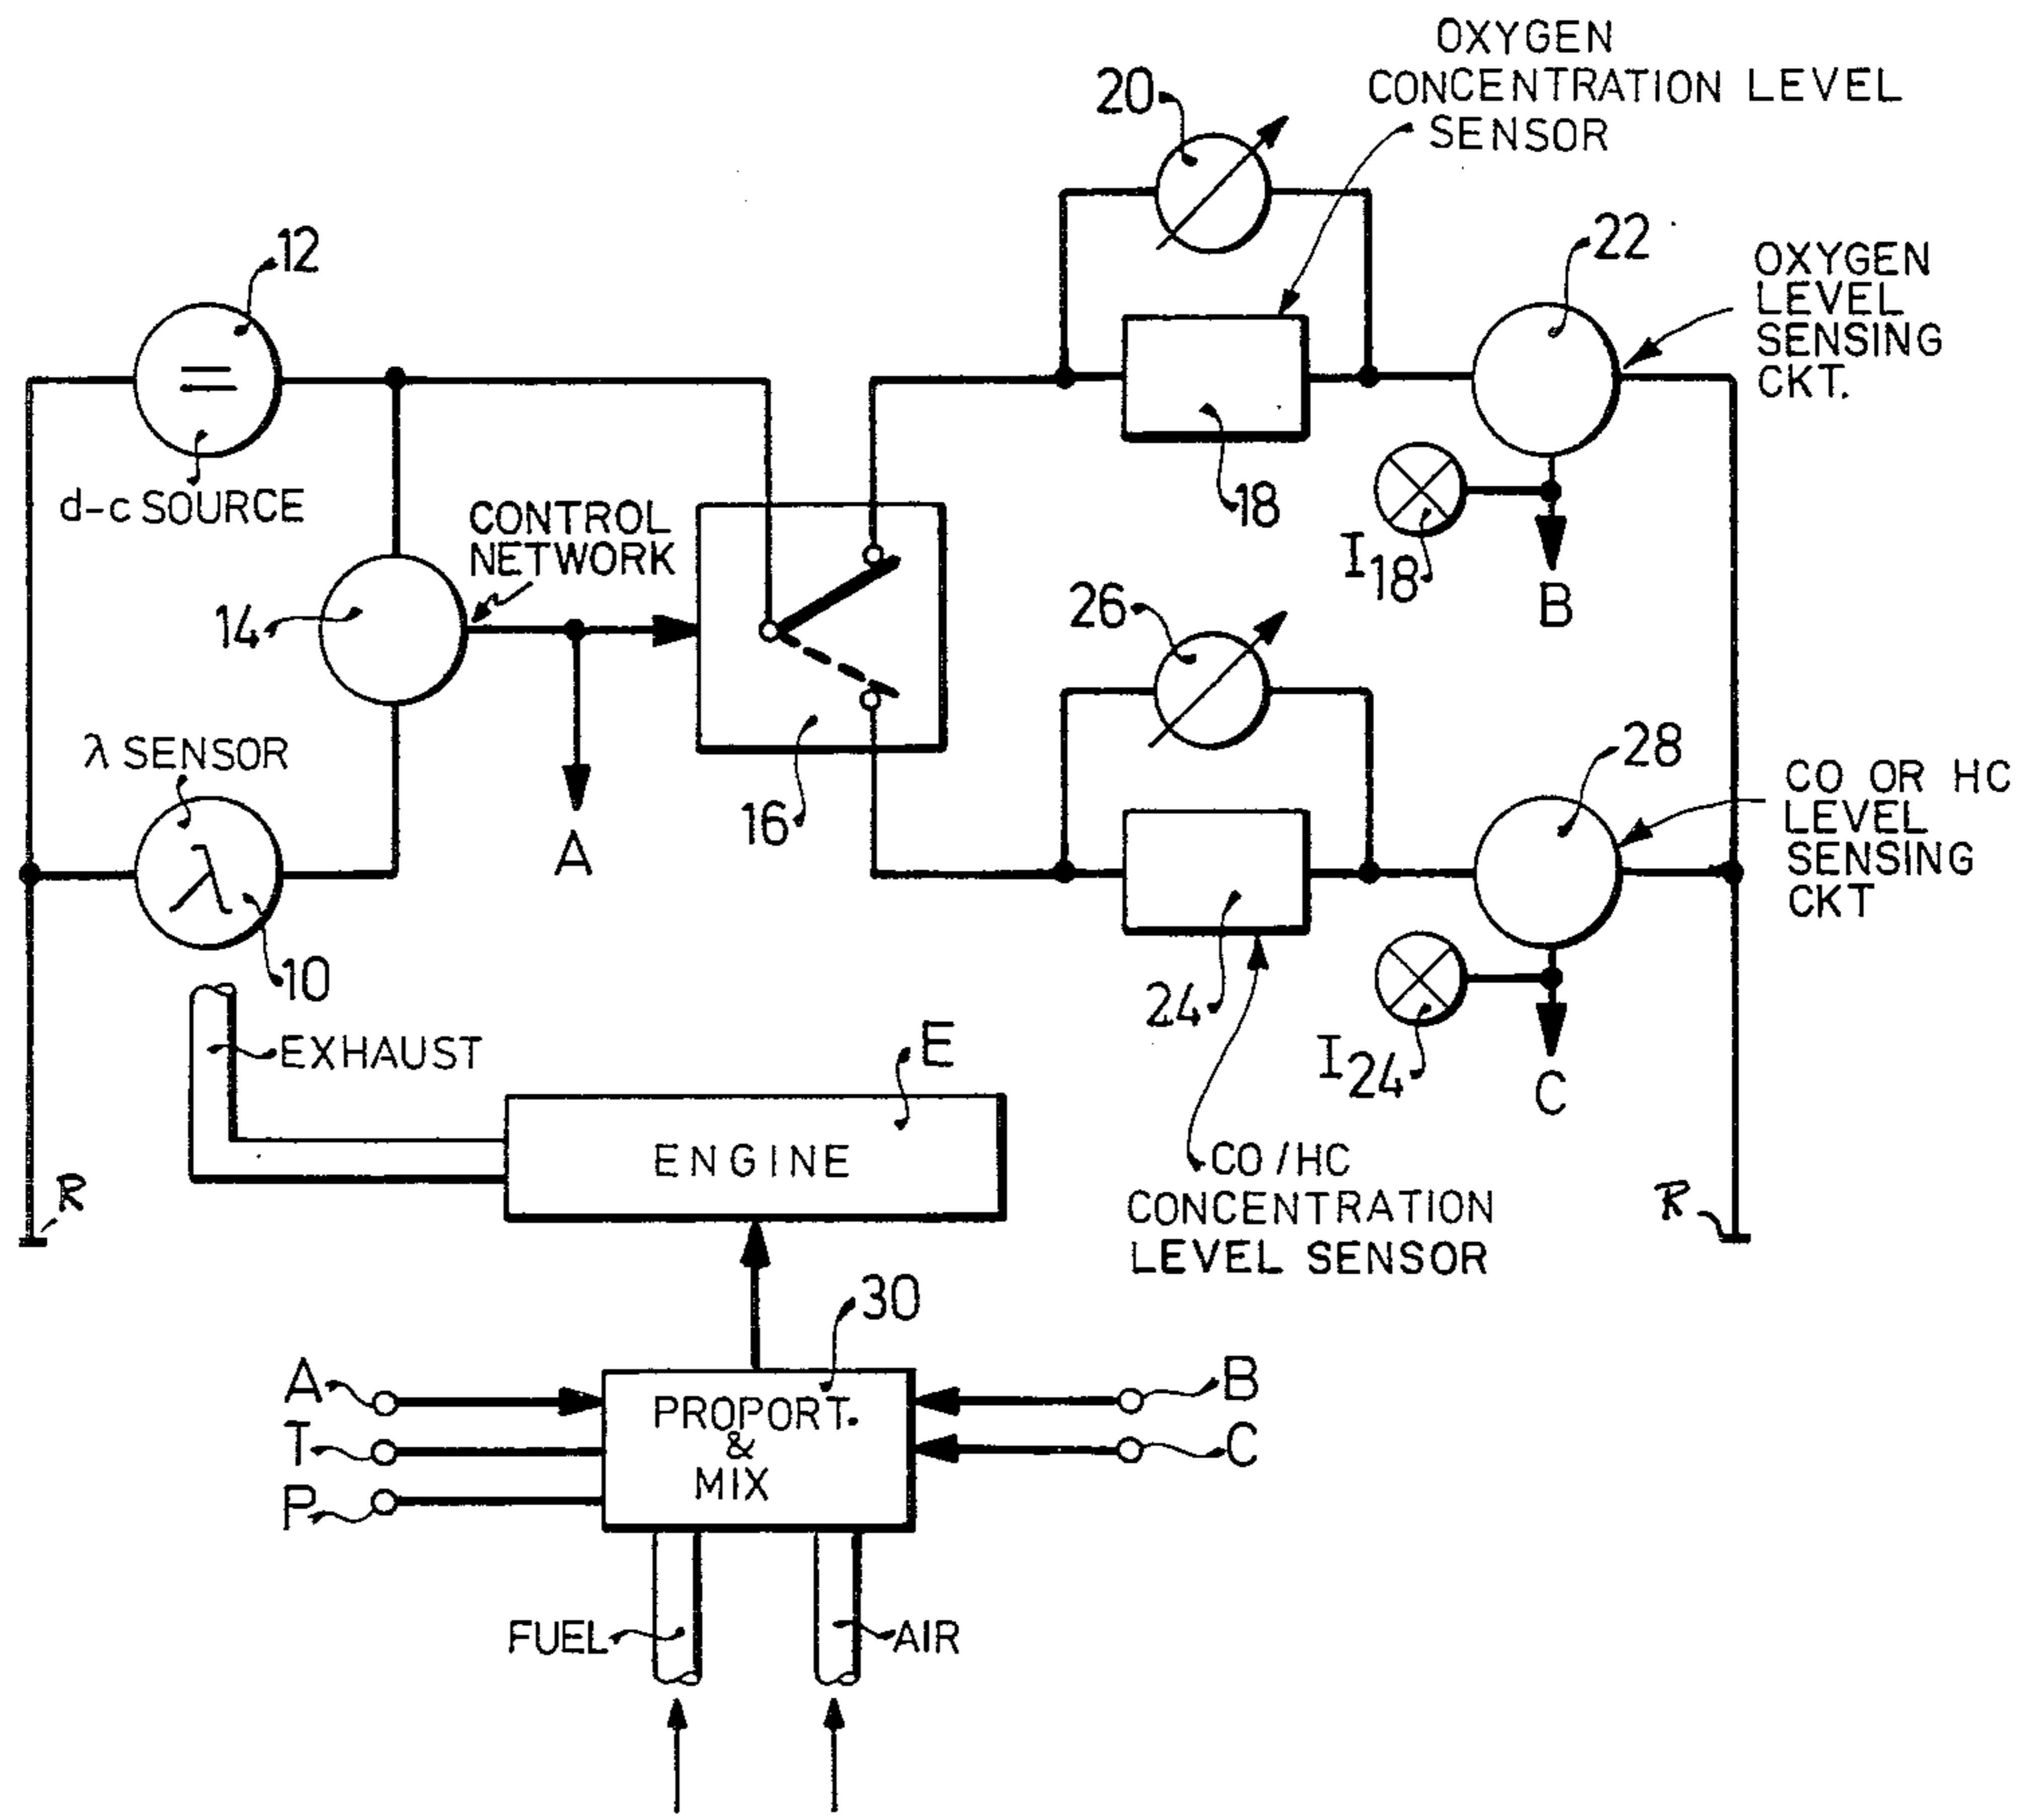 OXYGEN
CONCENTRATION LEVEL
SENSOR
20
12
22
OXYGEN
LEVEL
SENSING
CKT.
=
d-c SOURCE
CONTROL
NETWORK
18
I18
B
14
26
λ SENSOR
16
A
28
CO OR HC
LEVEL
SENSING
CKT
λ
10
24
I24
C
EXHAUST
E
ENGINE
CO/HC
CONCENTRATION
LEVEL SENSOR
R
R
30
A
T
P
PROPORT.
&
MIX
B
C
FUEL
AIR